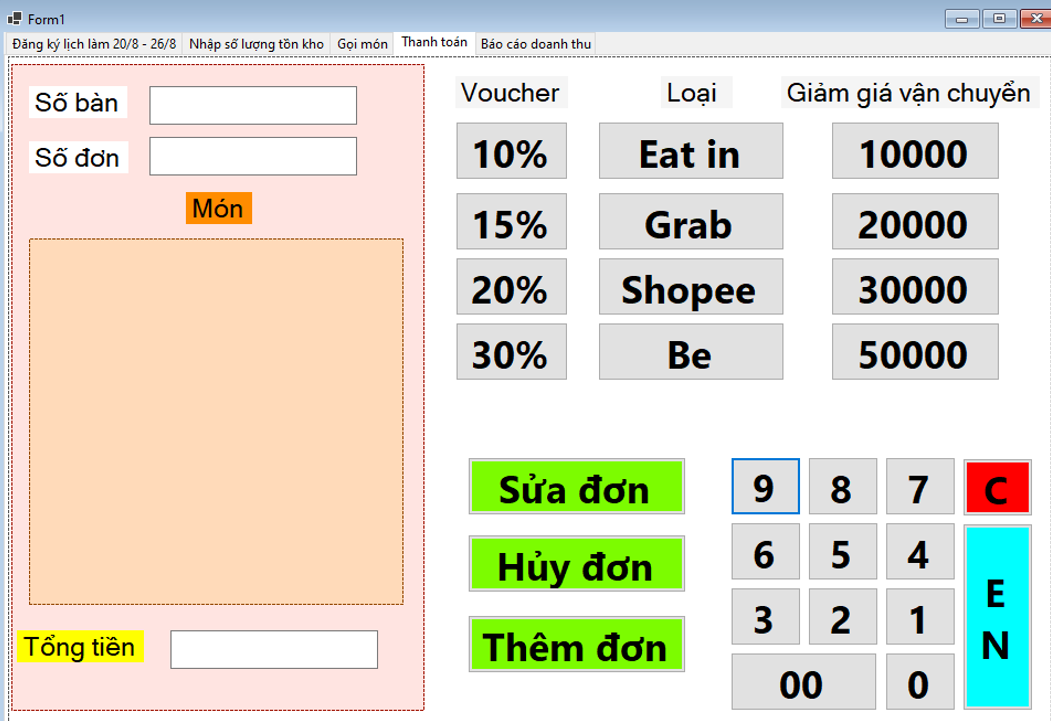 Form1
Đăng ký lịch làm 20/8 - 26/8 Nhập số lượng tồn kho Gọi món Thanh toán Báo cáo doanh thu
Số bàn
Số đơn
Món
Tổng tiền
Voucher Loại Giảm giá vận chuyển
10% Eat in 10000
15% Grab 20000
20% Shopee 30000
30% Be 50000
Sửa đơn
Hủy đơn
Thêm đơn
9 8 7 C
6 5 4 E
3 2 1 N
00 0